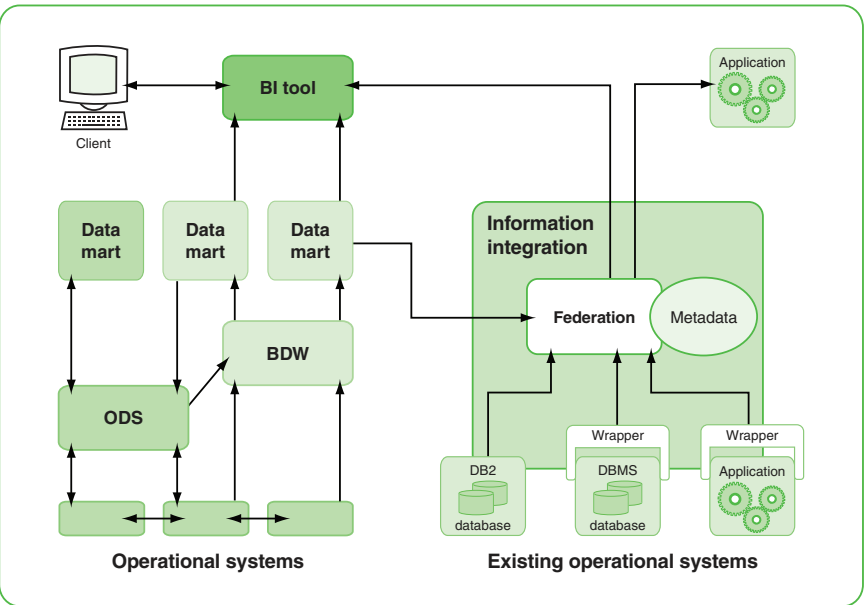 BI tool
Application
Client
Data
mart
Data
mart
Data
mart
Information
integration
Federation
Metadata
BDW
ODS
Wrapper
Wrapper
DB2
database
DBMS
database
Application
Operational systems
Existing operational systems